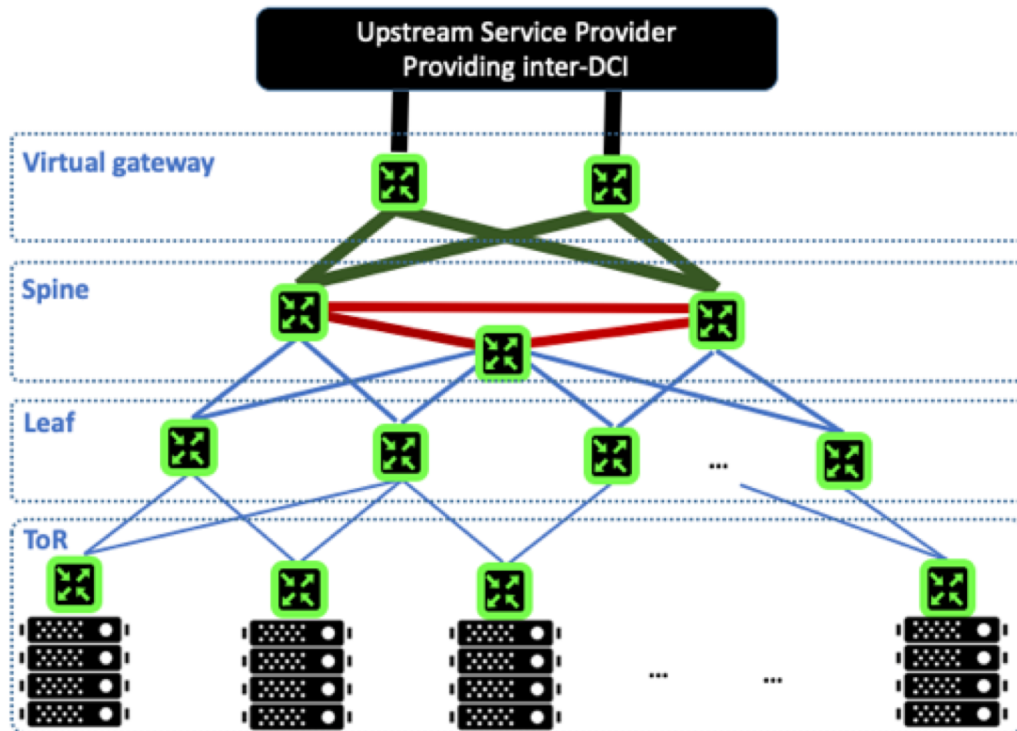 Upstream Service Provider
Providing inter-DCI
Virtual gateway
Spine
Leaf
...
ToR
... ...